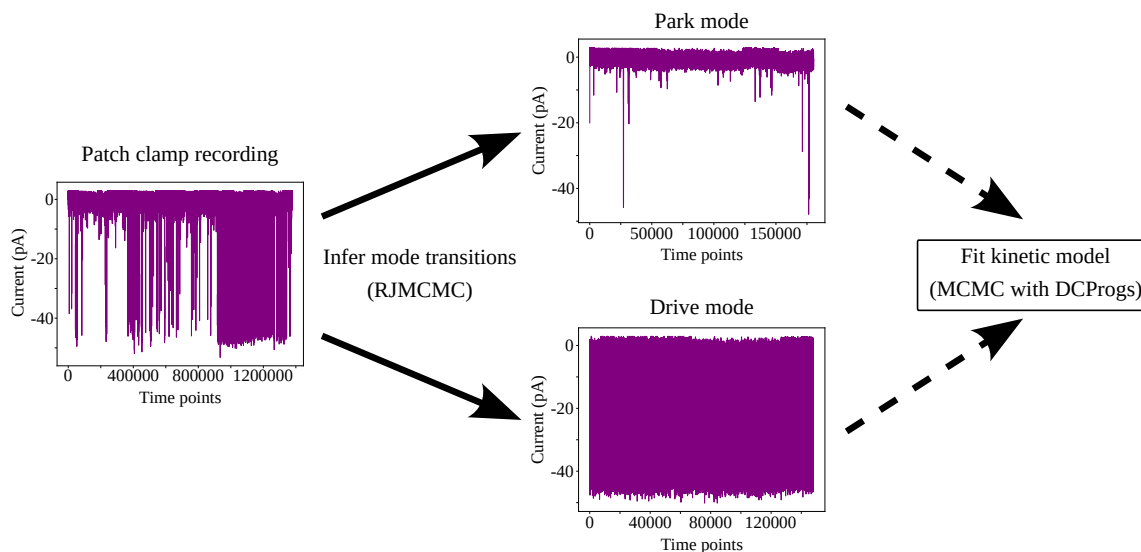 Patch clamp recording
Current (pA)
0
-20
-40
0
400000
800000
1200000
Time points
Infer mode transitions
(RJMCMC)
Park mode
Current (pA)
0
-20
-40
0
50000
100000
150000
Time points
Drive mode
Current (pA)
0
-20
-40
0
40000
80000
120000
Time points
Fit kinetic model
(MCMC with DCProgs)